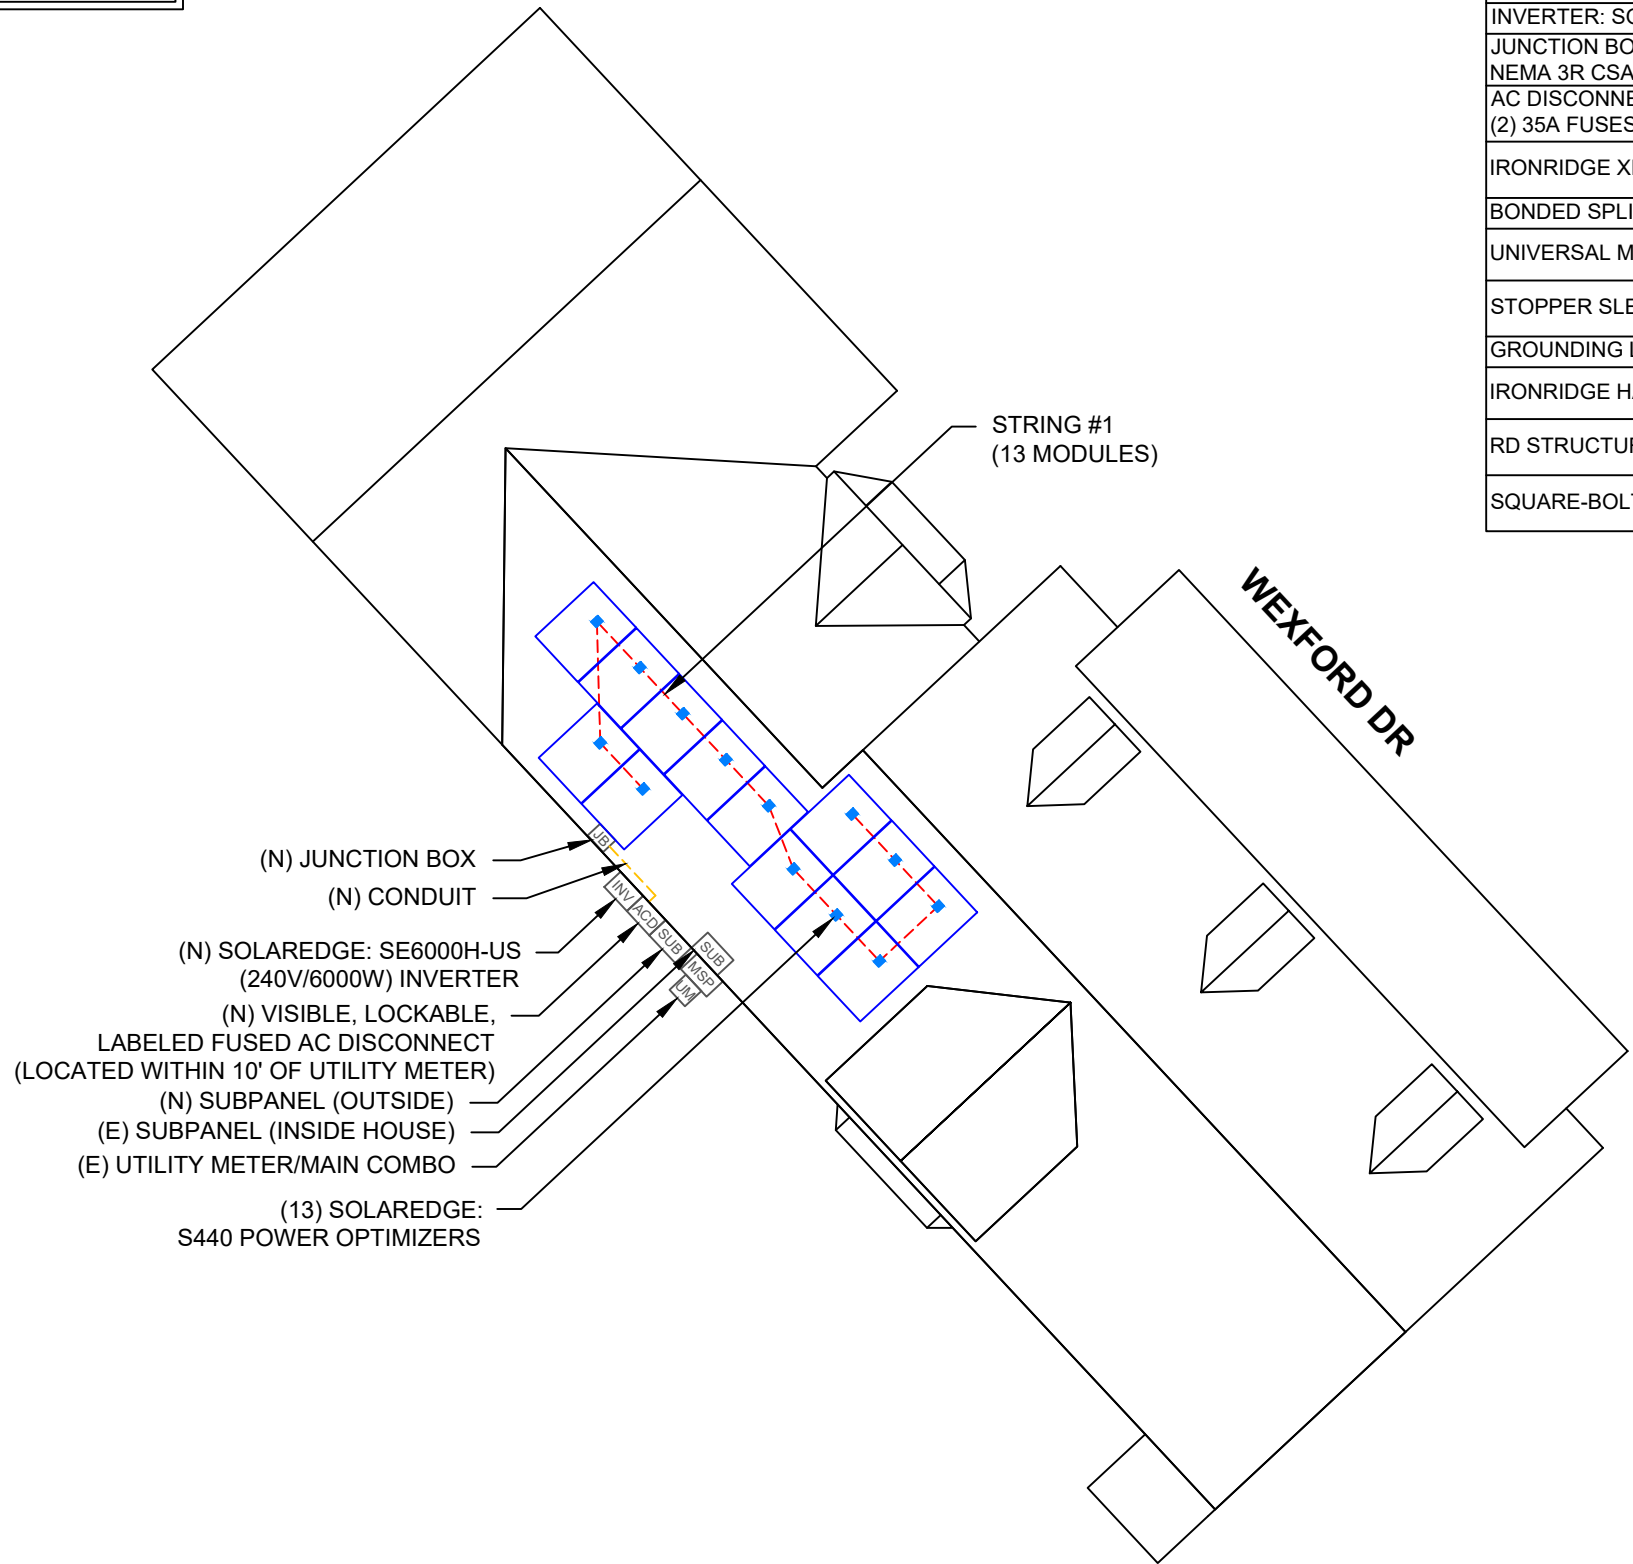 INVERTER: SO
JUNCTION BO
NEMA 3R CSA
AC DISCONNE
(2) 35A FUSES
IRONRIDGE X
BONDED SPLI
UNIVERSAL M
STOPPER SLE
GROUNDING L
IRONRIDGE HA
RD STRUCTUR
SQUARE-BOLT
STRING #1
(13 MODULES)
WEXFORD DR
JB
INV
ACD
SUB
SUB
MSP
UM
(N) JUNCTION BOX
(N) CONDUIT
(N) SOLAREDGE: SE6000H-US
(240V/6000W) INVERTER
(N) VISIBLE, LOCKABLE,
LABELED FUSED AC DISCONNECT
(LOCATED WITHIN 10' OF UTILITY METER)
(N) SUBPANEL (OUTSIDE)
(E) SUBPANEL (INSIDE HOUSE)
(E) UTILITY METER/MAIN COMBO
(13) SOLAREDGE:
S440 POWER OPTIMIZERS